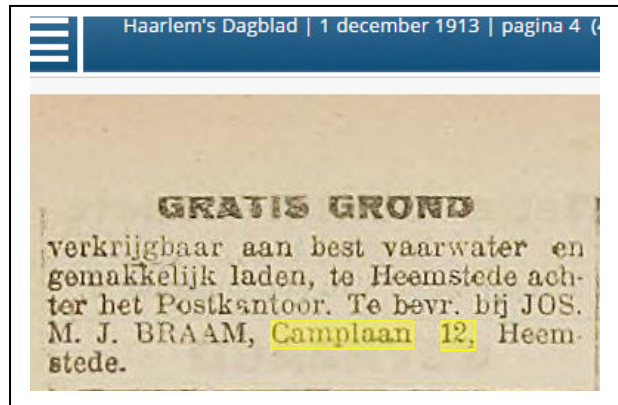 Haarlem's Dagblad | 1 december 1913 | pagina 4
GRATIS GROND
verkrijgbaar aan best vaarwater en
gemakkelijk laden, te Heemstede ach-
ter het Postkantoor. Te bevr. bij JOS.
M. J. BRAAM, Camplaan 12, Heem-
stede.